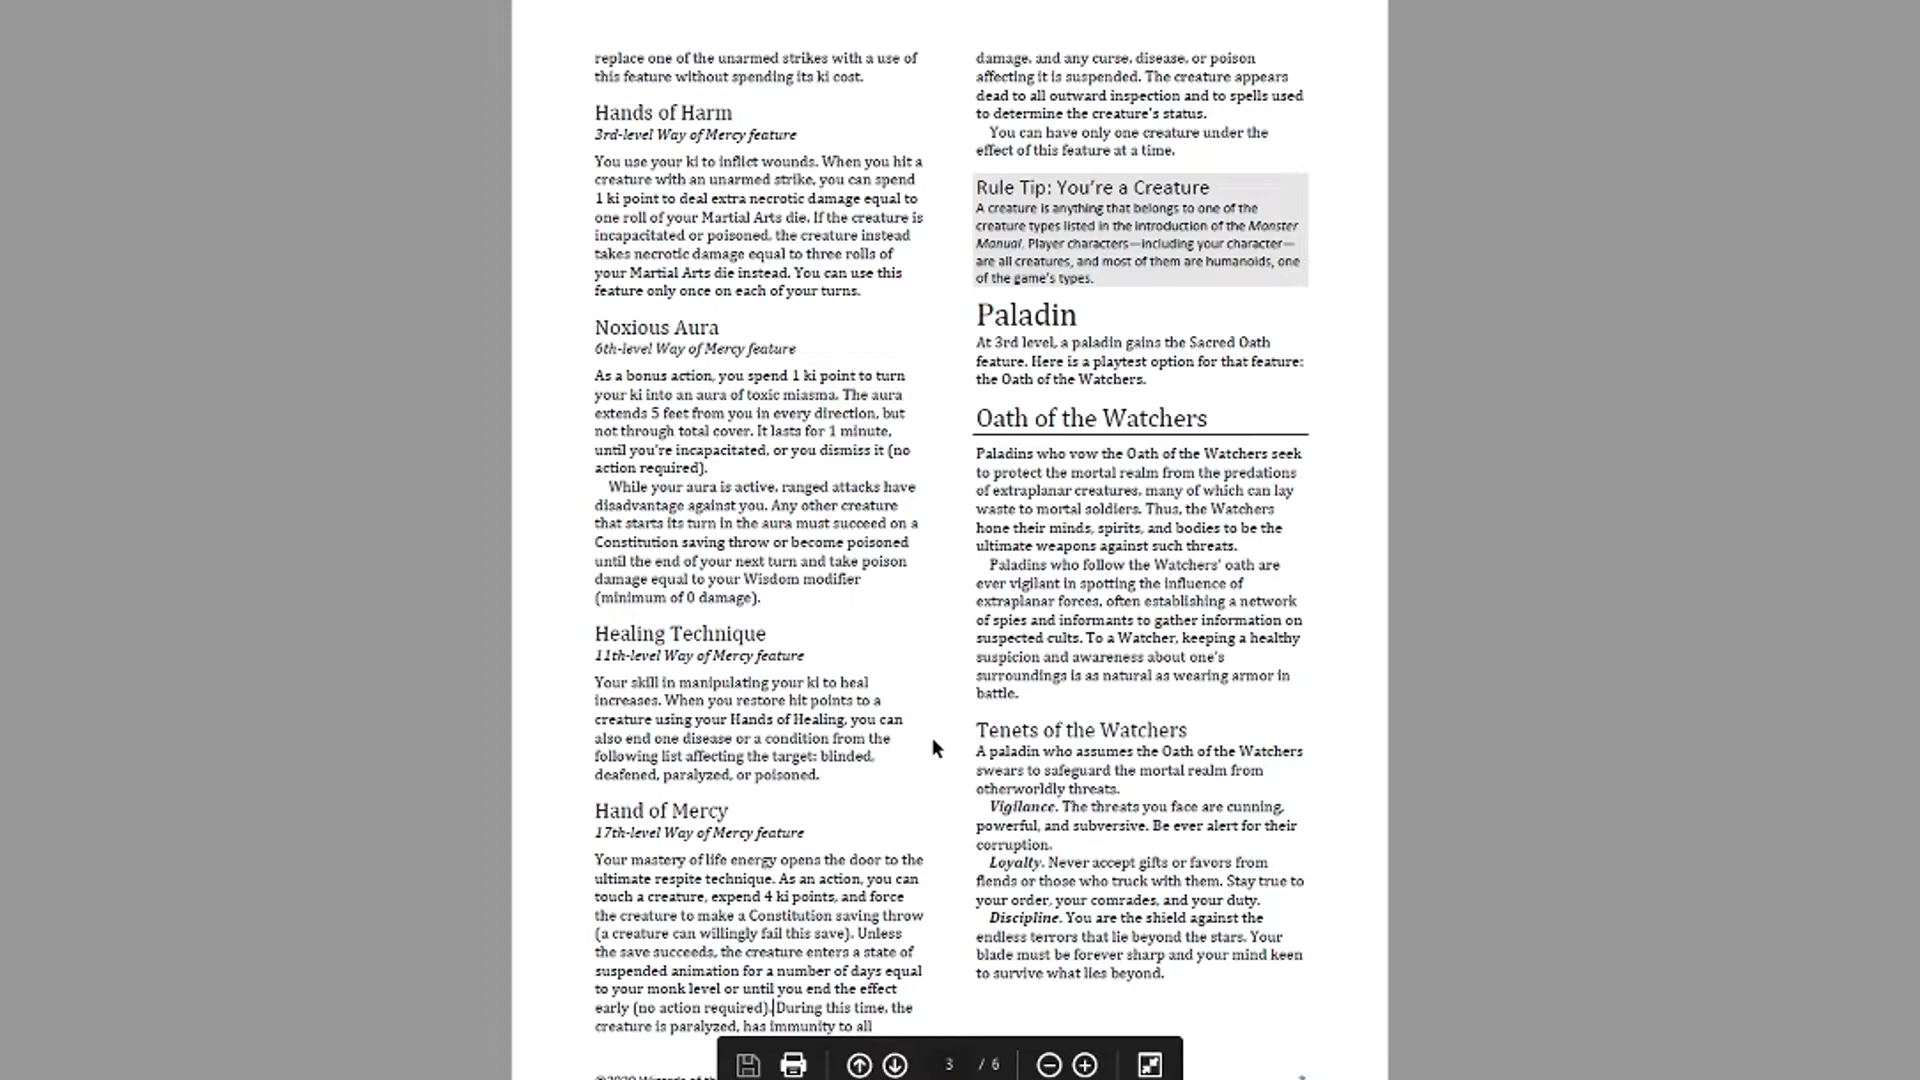 replace one of the unarmed strikes with a use of
this feature without spending its ki cost.
Hands of Harm
3rd-level Way of Mercy feature
You use your ki to inflict wounds. When you hit a
creature with an unarmed strike, you can spend
1 ki point to deal extra necrotic damage equal to
one roll of your Martial Arts die. If the creature is
incapacitated or poisoned, the creature instead
takes necrotic damage equal to three rolls of
your Martial Arts die instead. You can use this
feature only once on each of your turns.
Noxious Aura
6th-level Way of Mercy feature
As a bonus action, you spend 1 ki point to turn
your ki into an aura of toxic miasma. The aura
extends 5 feet from you in every direction, but
not through total cover. It lasts for 1 minute,
until you're incapacitated, or you dismiss it (no
action required).
While your aura is active, ranged attacks have
disadvantage against you. Any other creature
that starts its turn in the aura must succeed on a
Constitution saving throw or become poisoned
until the end of your next turn and take poison
damage equal to your Wisdom modifier
(minimum of 0 damage).
Healing Technique
11th-level Way of Mercy feature
Your skill in manipulating your ki to heal
increases. When you restore hit points to a
creature using your Hands of Healing, you can
also end one disease or a condition from the
following list affecting the target: blinded,
deafened, paralyzed, or poisoned.
Hand of Mercy
17th-level Way of Mercy feature
Your mastery of life energy opens the door to the
ultimate respite technique. As an action, you can
touch a creature, expend 4 ki points, and force
the creature to make a Constitution saving throw
(a creature can willingly fail this save). Unless
the save succeeds, the creature enters a state of
suspended animation for a number of days equal
to your monk level or until you end the effect
early (no action required). During this time, the
creature is paralyzed, has immunity to all
damage, and any curse, disease, or poison
affecting it is suspended. The creature appears
dead to all outward inspection and to spells used
to determine the creature's status.
You can have only one creature under the
effect of this feature at a time.
Rule Tip: You're a Creature
A creature is anything that belongs to one of the
creature types listed in the introduction of the Monster
Manual. Player characters—including your character—
are all creatures, and most of them are humanoids, one
of the game's types.
Paladin
At 3rd level, a paladin gains the Sacred Oath
feature. Here is a playtest option for that feature:
the Oath of the Watchers.
Oath of the Watchers
Paladins who vow the Oath of the Watchers seek
to protect the mortal realm from the predations
of extraplanar creatures, many of which can lay
waste to mortal soldiers. Thus, the Watchers
hone their minds, spirits, and bodies to be the
ultimate weapons against such threats.
Paladins who follow the Watchers' oath are
ever vigilant in spotting the influence of
extraplanar forces, often establishing a network
of spies and informants to gather information on
suspected cults. To a Watcher, keeping a healthy
suspicion and awareness about one's
surroundings is as natural as wearing armor in
battle.
Tenets of the Watchers
A paladin who assumes the Oath of the Watchers
swears to safeguard the mortal realm from
otherworldly threats.
Vigilance. The threats you face are cunning,
powerful, and subversive. Be ever alert for their
corruption.
Loyalty. Never accept gifts or favors from
fiends or those who truck with them. Stay true to
your order, your comrades, and your duty.
Discipline. You are the shield against the
endless terrors that lie beyond the stars. Your
blade must be forever sharp and your mind keen
to survive what lies beyond.
3 / 6